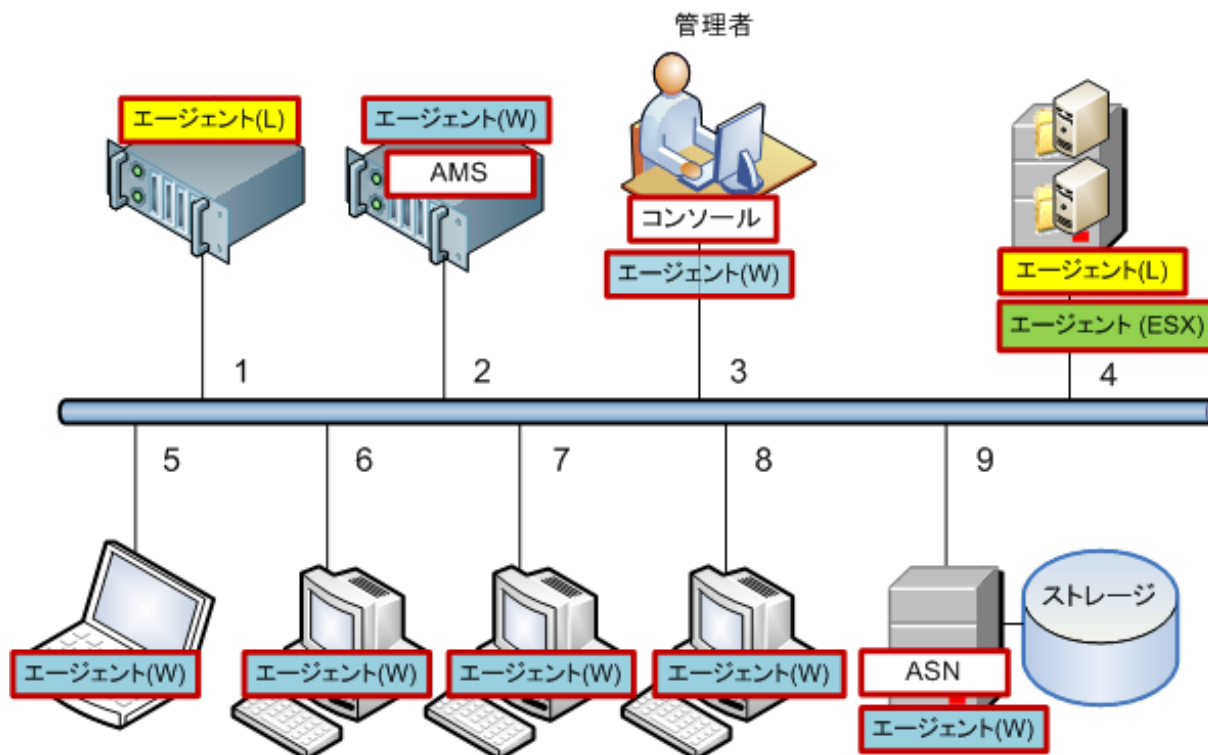 管理者
エージェント(L)
エージェント(W)
AMS
コンソール
エージェント(W)
エージェント(L)
エージェント (ESX)
1
2
3
4
5
6
7
8
9
エージェント(W)
エージェント(W)
エージェント(W)
エージェント(W)
ASN
エージェント(W)
ストレージ